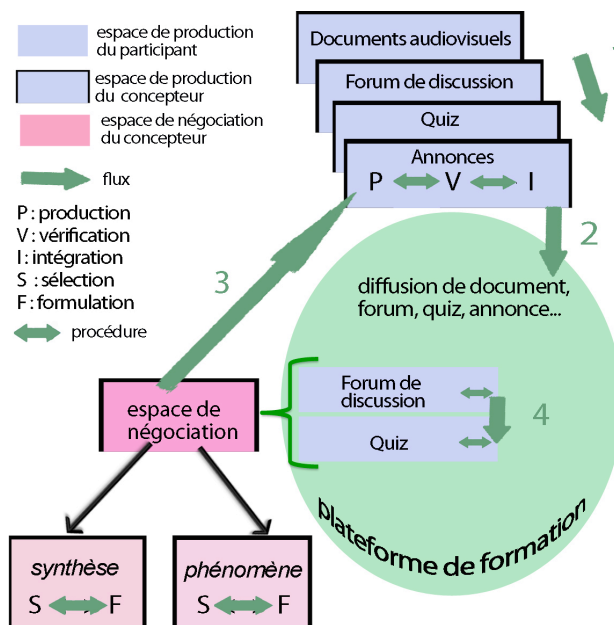 espace de production
du participant
espace de production
du concepteur
espace de négociation
du concepteur
flux
P : production
V : vérification
I : intégration
S : sélection
F : formulation
procédure
Documents audiovisuels
Forum de discussion
Quiz
Annonces
P V I
2
3
diffusion de document,
forum, quiz, annonce...
espace de
négociation
Forum de
discussion
Quiz
4
plateforme de formation
synthèse
S F
phénomène
S F